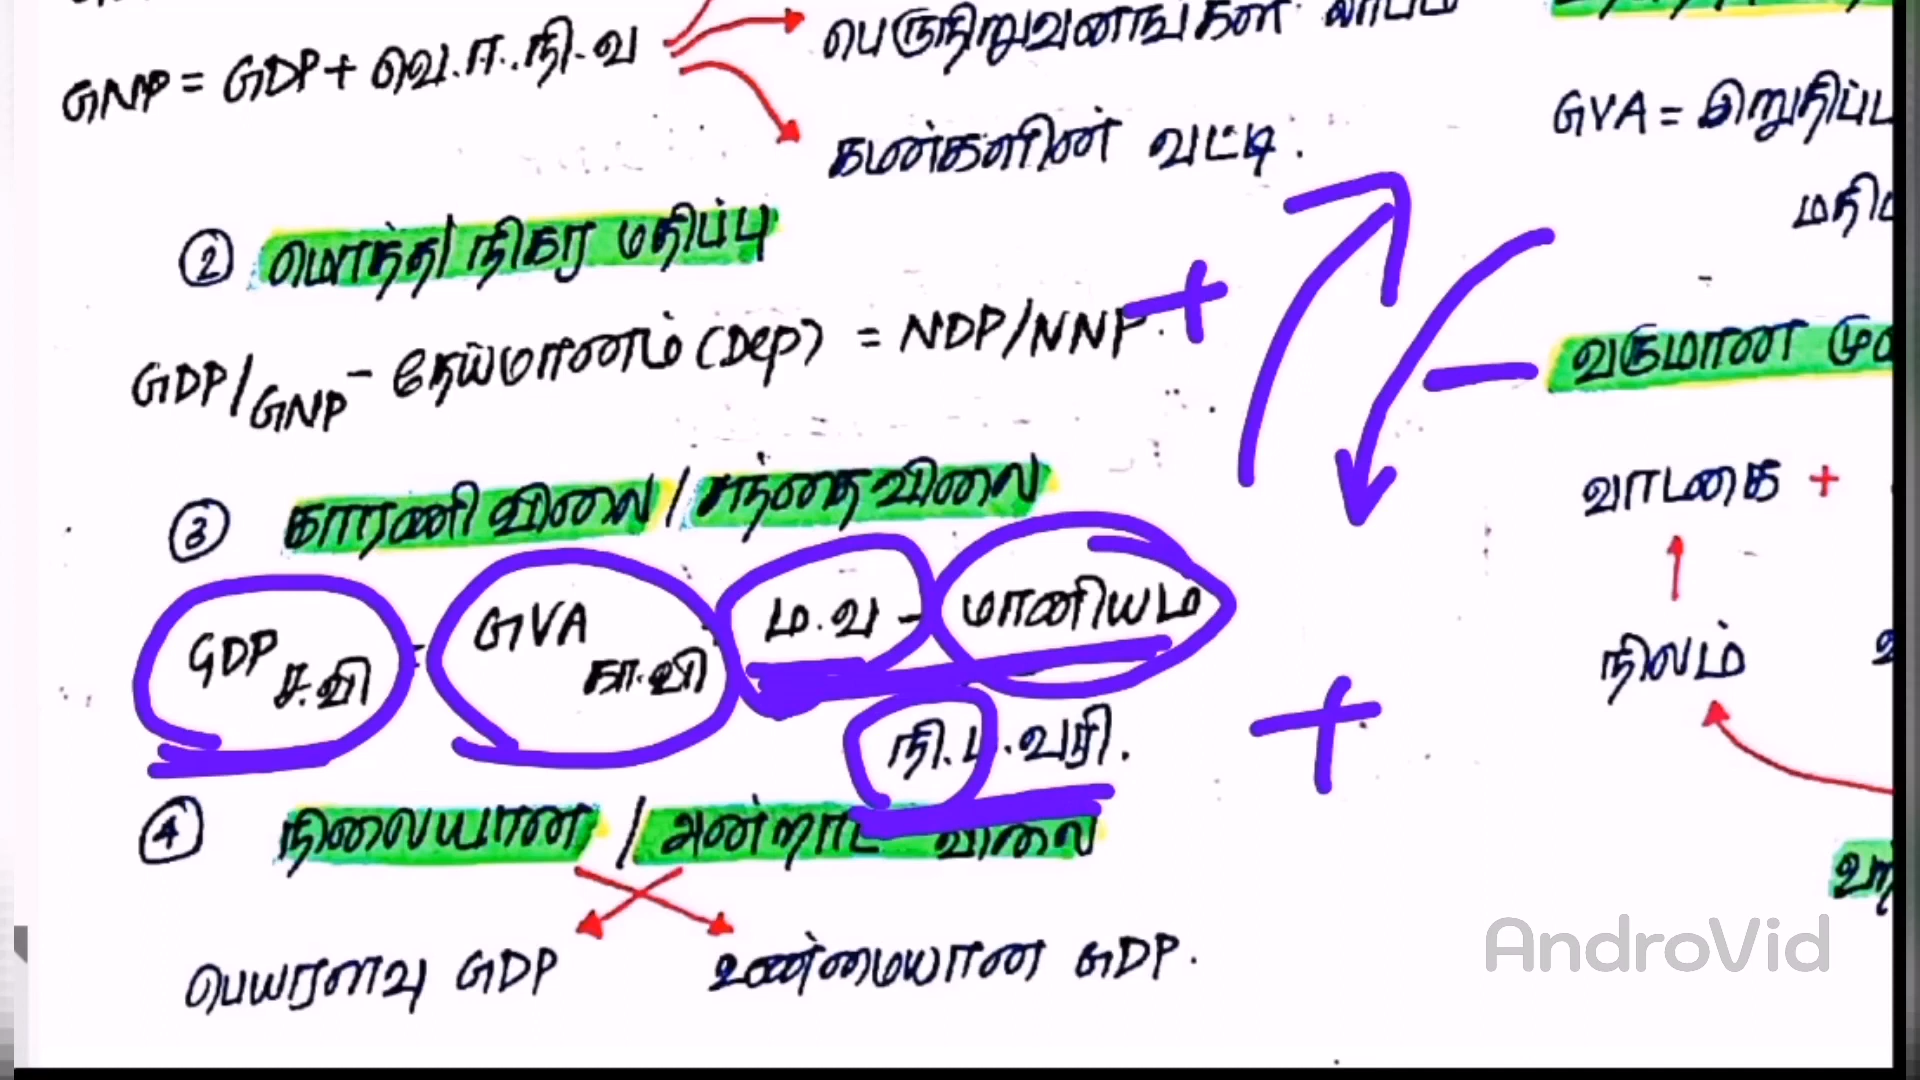 GNP = GDP + வெ.ஈ.நி.வ
பெருநிறுவனங்கள்
GVA = இறுதிப்
கடன்களின் வட்டி.
② மொத்த/நிகர மதிப்பு
GDP/GNP - தேய்மானம் (Dep) = NDP/NNP
+
-
வருமான
③ காரணி விலை / சந்தை விலை
வாடகை +
GDP ச.வி = GVA கா.வி ம.வ - மானியம்
நிலம்
நி.ம.வரி.
+
④ நிலையான / அன்றாட விலை
பெயரளவு GDP
உண்மையான GDP.
AndroVid